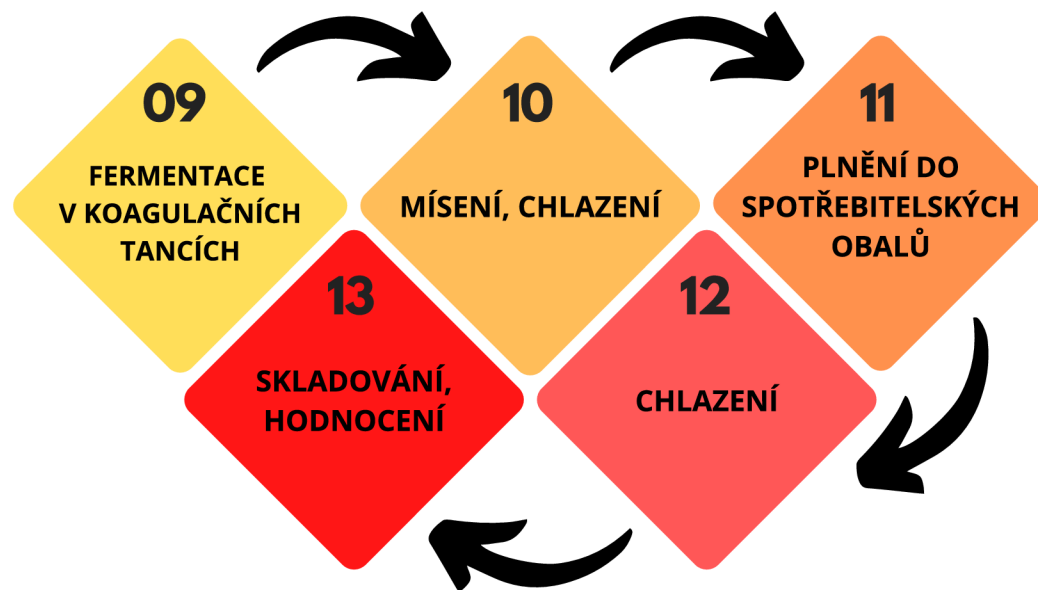 09
FERMENTACE
V KOAGULAČNÍCH
TANCÍCH
10
MÍSENÍ, CHLAZENÍ
11
PLNĚNÍ DO
SPOTŘEBITELSKÝCH
OBALŮ
12
CHLAZENÍ
13
SKLADOVÁNÍ,
HODNOCENÍ